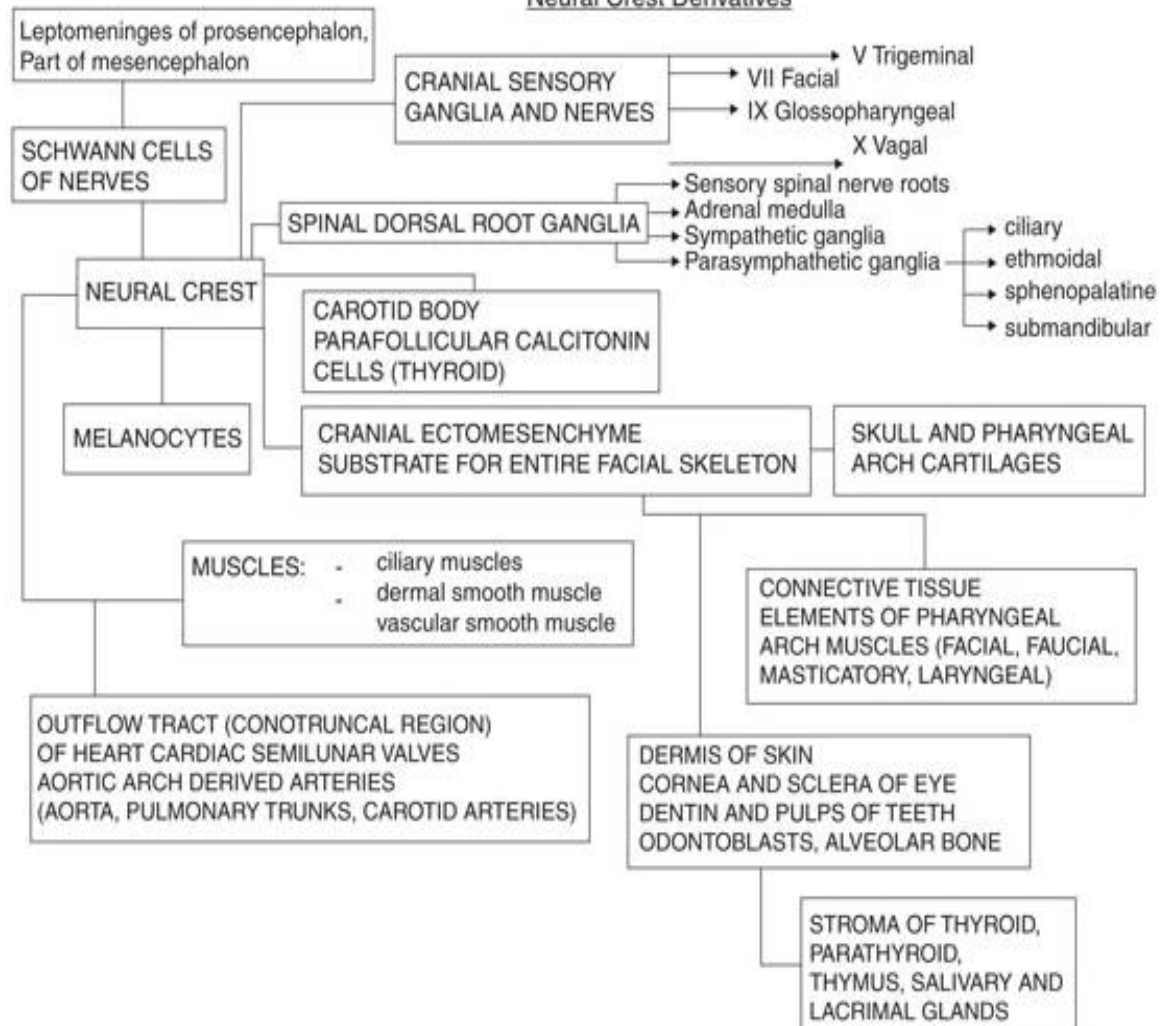 Neural Crest Derivatives
Leptomeninges of prosencephalon,
Part of mesencephalon
CRANIAL SENSORY
GANGLIA AND NERVES
V Trigeminal
VII Facial
IX Glossopharyngeal
X Vagal
SCHWANN CELLS
OF NERVES
SPINAL DORSAL ROOT GANGLIA
Sensory spinal nerve roots
Adrenal medulla
Sympathetic ganglia
Parasymphathetic ganglia
ciliary
ethmoidal
sphenopalatine
submandibular
NEURAL CREST
CAROTID BODY
PARAFOLLICULAR CALCITONIN
CELLS (THYROID)
MELANOCYTES
CRANIAL ECTOMESENCHYME
SUBSTRATE FOR ENTIRE FACIAL SKELETON
SKULL AND PHARYNGEAL
ARCH CARTILAGES
MUSCLES: - ciliary muscles
- dermal smooth muscle
vascular smooth muscle
CONNECTIVE TISSUE
ELEMENTS OF PHARYNGEAL
ARCH MUSCLES (FACIAL, FAUCIAL,
MASTICATORY, LARYNGEAL)
OUTFLOW TRACT (CONOTRUNCAL REGION)
OF HEART CARDIAC SEMILUNAR VALVES
AORTIC ARCH DERIVED ARTERIES
(AORTA, PULMONARY TRUNKS, CAROTID ARTERIES)
DERMIS OF SKIN
CORNEA AND SCLERA OF EYE
DENTIN AND PULPS OF TEETH
ODONTOBLASTS, ALVEOLAR BONE
STROMA OF THYROID,
PARATHYROID,
THYMUS, SALIVARY AND
LACRIMAL GLANDS